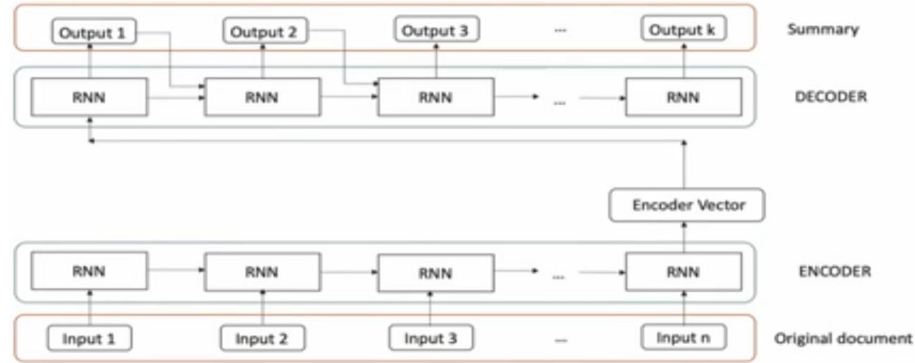 Output 1 Output 2 Output 3 ... Output k Summary
RNN RNN RNN ... RNN DECODER
Encoder Vector
RNN RNN RNN ... RNN ENCODER
Input 1 Input 2 Input 3 ... Input n Original document